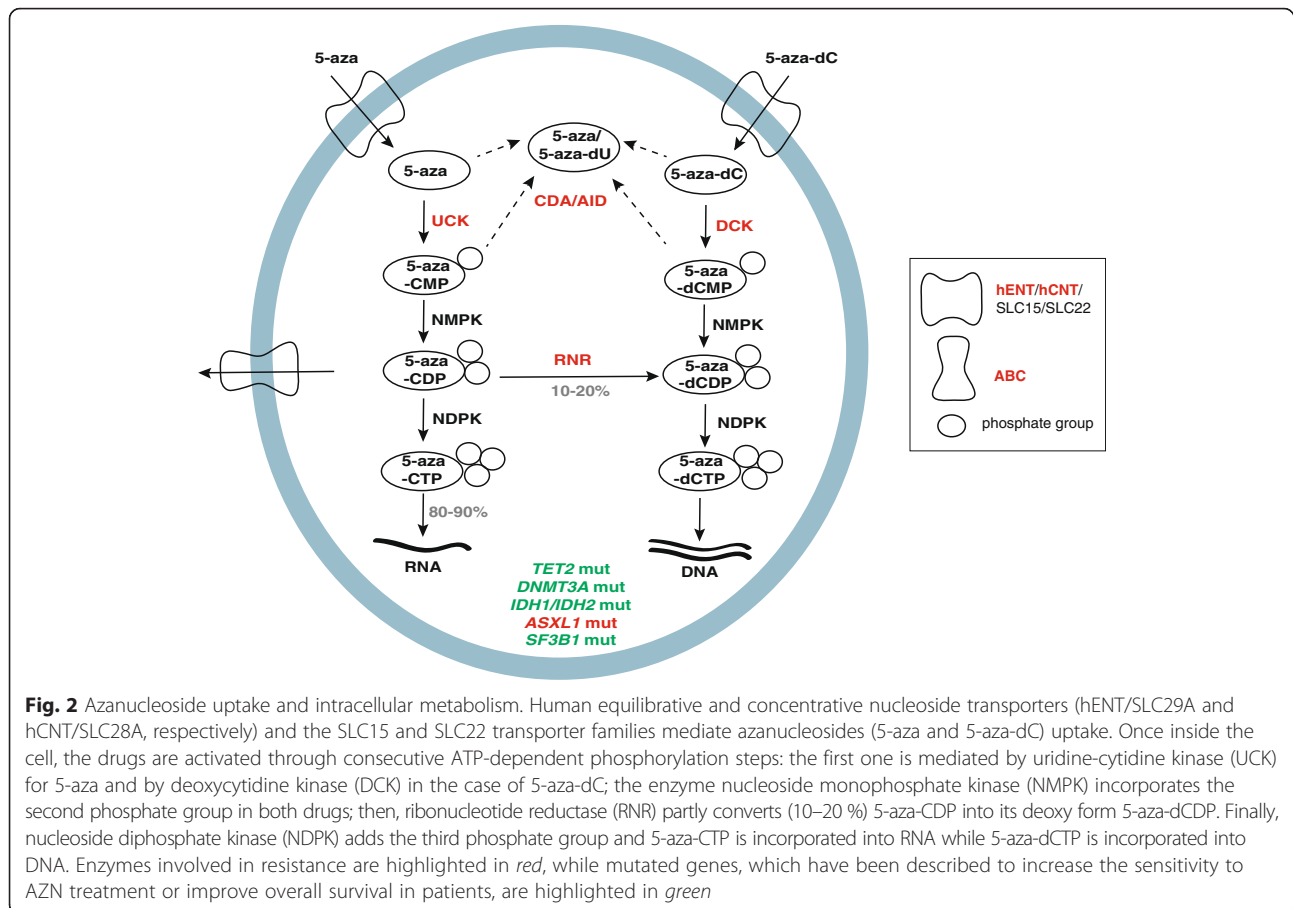 5-aza
5-aza-dC
5-aza/
5-aza-dU
5-aza
5-aza-dC
CDA/AID
UCK
DCK
5-aza
-CMP
5-aza
-dCMP
NMPK
NMPK
5-aza
-CDP
RNR
10-20%
5-aza
-dCDP
NDPK
NDPK
5-aza
-CTP
5-aza
-dCTP
80-90%
RNA
DNA
TET2 mut
DNMT3A mut
IDH1/IDH2 mut
ASXL1 mut
SF3B1 mut
hENT/hCNT/
SLC15/SLC22
ABC
phosphate group
Fig. 2 Azanucleoside uptake and intracellular metabolism. Human equilibrative and concentrative nucleoside transporters (hENT/SLC29A and
hCNT/SLC28A, respectively) and the SLC15 and SLC22 transporter families mediate azanucleosides (5-aza and 5-aza-dC) uptake. Once inside the
cell, the drugs are activated through consecutive ATP-dependent phosphorylation steps: the first one is mediated by uridine-cytidine kinase (UCK)
for 5-aza and by deoxycytidine kinase (DCK) in the case of 5-aza-dC; the enzyme nucleoside monophosphate kinase (NMPK) incorporates the
second phosphate group in both drugs; then, ribonucleotide reductase (RNR) partly converts (10–20 %) 5-aza-CDP into its deoxy form 5-aza-dCDP. Finally,
nucleoside diphosphate kinase (NDPK) adds the third phosphate group and 5-aza-CTP is incorporated into RNA while 5-aza-dCTP is incorporated into
DNA. Enzymes involved in resistance are highlighted in red, while mutated genes, which have been described to increase the sensitivity to
AZN treatment or improve overall survival in patients, are highlighted in green